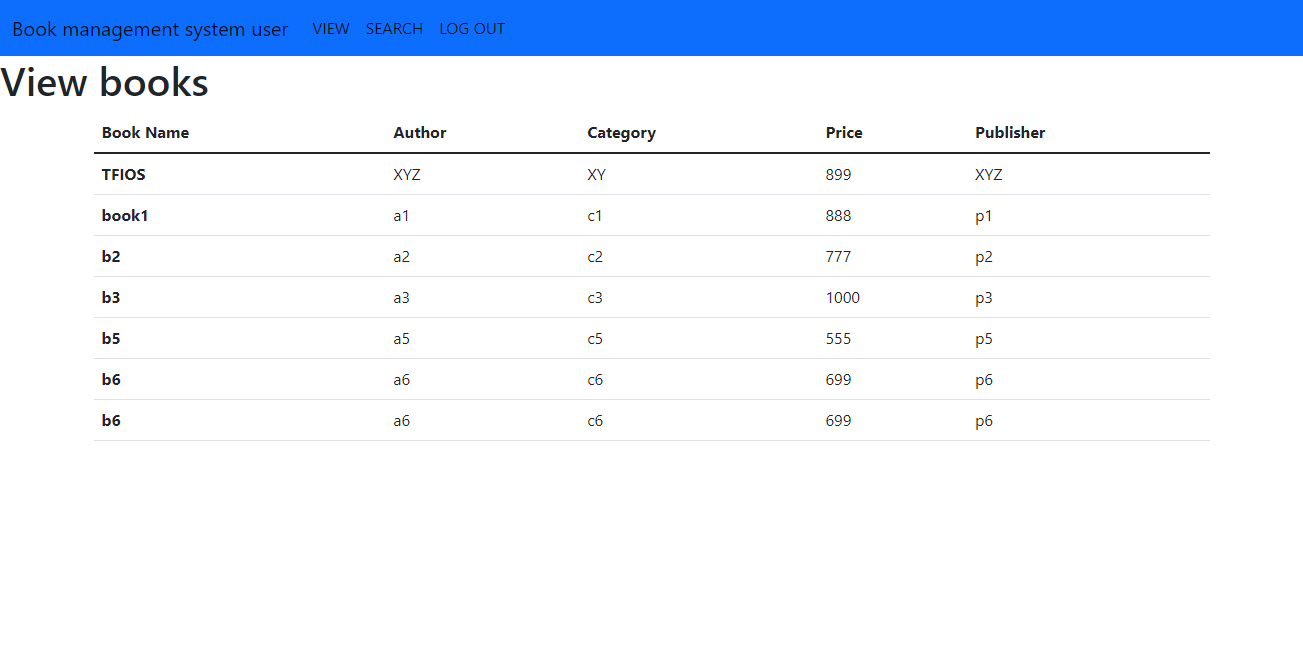 Book management system user VIEW SEARCH LOG OUT
View books
Book Name Author Category Price Publisher
TFIOS XYZ XY 899 XYZ
book1 a1 c1 888 p1
b2 a2 c2 777 p2
b3 a3 c3 1000 p3
b5 a5 c5 555 p5
b6 a6 c6 699 p6
b6 a6 c6 699 p6